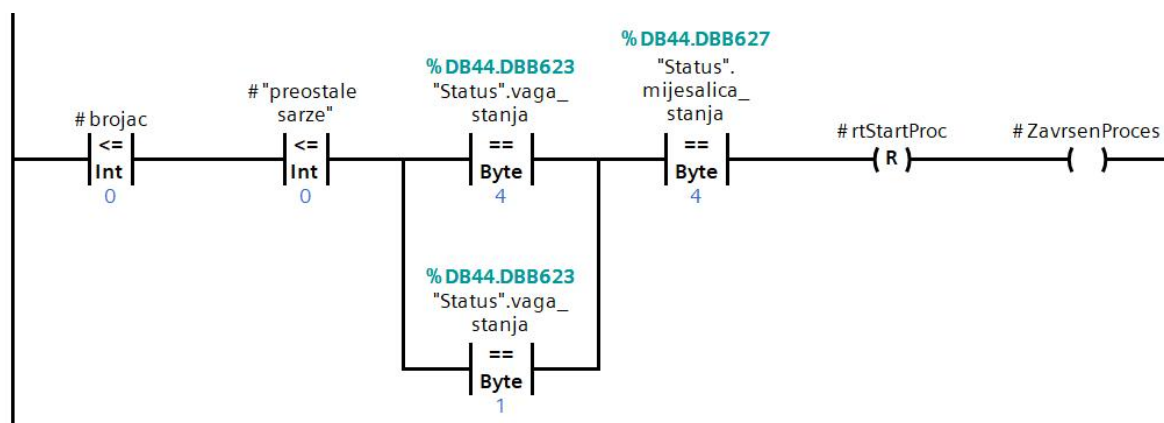 %DB44.DBB627
"Status".
mijesalica_
stanja
%DB44.DBB623
"Status".vaga_
stanja
#"preostale
sarze"
#brojac
#rtStartProc
#ZavrsenProces
<=
Int
0
<=
Int
0
==
Byte
4
==
Byte
4
R
%DB44.DBB623
"Status".vaga_
stanja
==
Byte
1